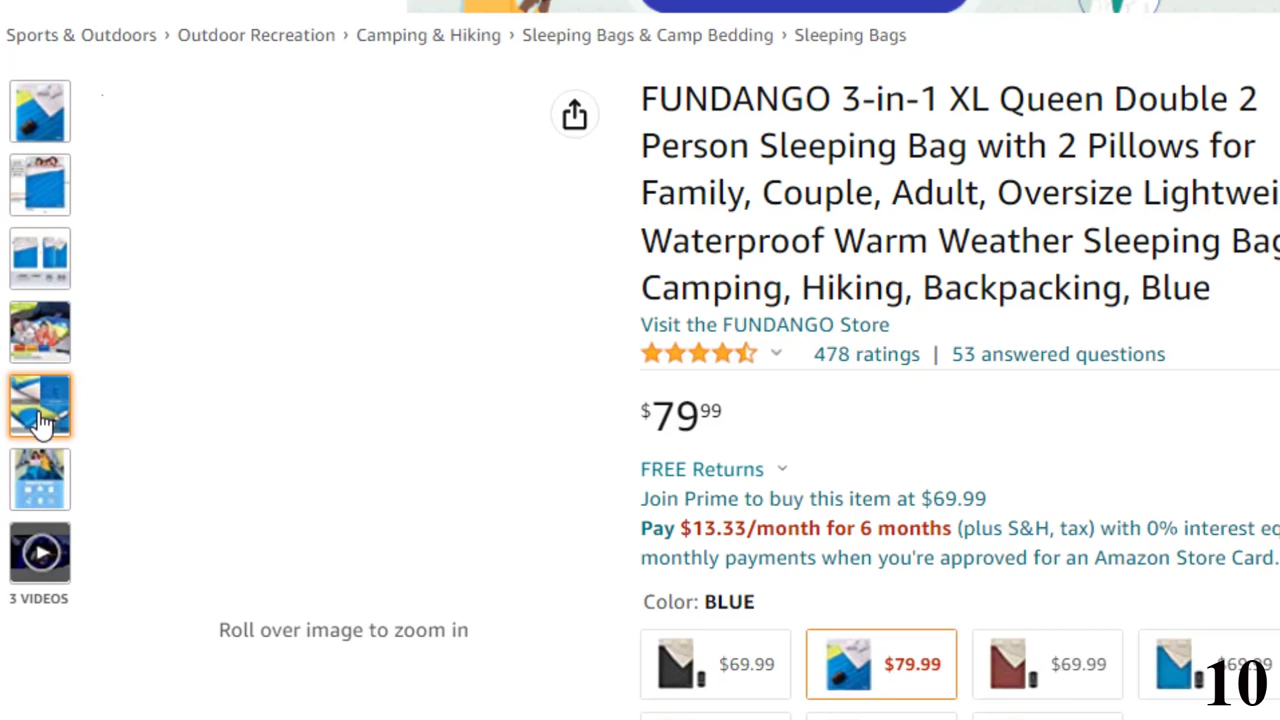 Sports & Outdoors › Outdoor Recreation › Camping & Hiking › Sleeping Bags & Camp Bedding › Sleeping Bags
FUNDANGO 3-in-1 XL Queen Double 2
Person Sleeping Bag with 2 Pillows for
Family, Couple, Adult, Oversize Lightwei
Waterproof Warm Weather Sleeping Bag
Camping, Hiking, Backpacking, Blue
Visit the FUNDANGO Store
478 ratings | 53 answered questions
$79.99
FREE Returns
Join Prime to buy this item at $69.99
Pay $13.33/month for 6 months (plus S&H, tax) with 0% interest eq
monthly payments when you're approved for an Amazon Store Card.
Color: BLUE
$69.99 $79.99 $69.99 $69.99
3 VIDEOS
Roll over image to zoom in
10